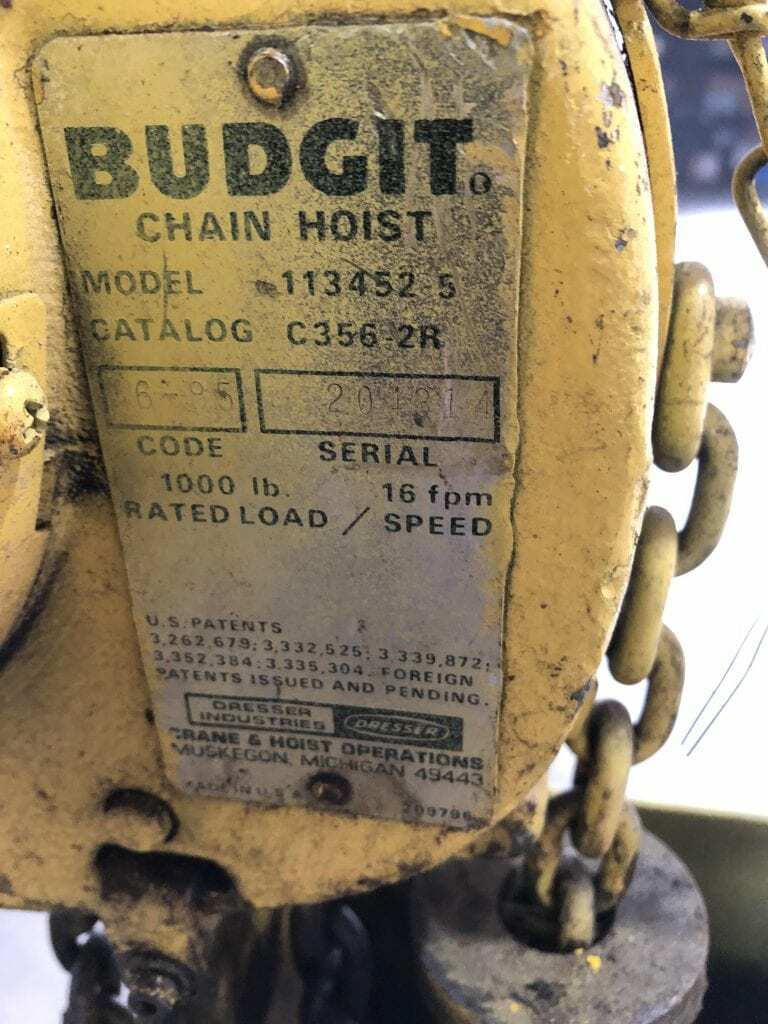 BUDGIT®
CHAIN HOIST
MODEL 113452-5
CATALOG C356-2R
CODE SERIAL
1000 lb. 16 fpm
RATED LOAD / SPEED
U.S. PATENTS
3,262,679; 3,332,525; 3,339,872;
3,352,384; 3,335,304. FOREIGN
PATENTS ISSUED AND PENDING.
DRESSER
INDUSTRIES
DRESSER
CRANE & HOIST OPERATIONS
MUSKEGON, MICHIGAN 49443
MADE IN U.S.A.